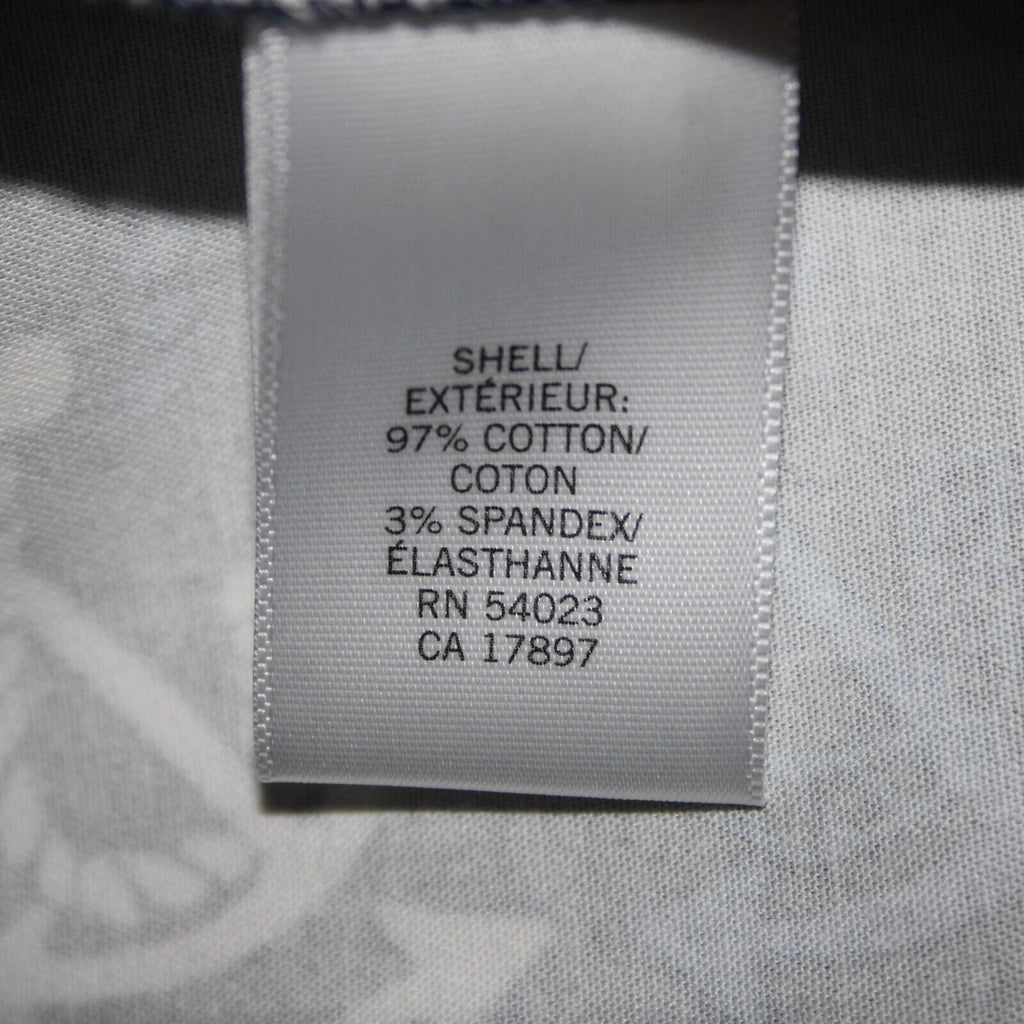 SHELL/
EXTÉRIEUR:
97% COTTON/
COTON
3% SPANDEX/
ÉLASTHANNE
RN 54023
CA 17897